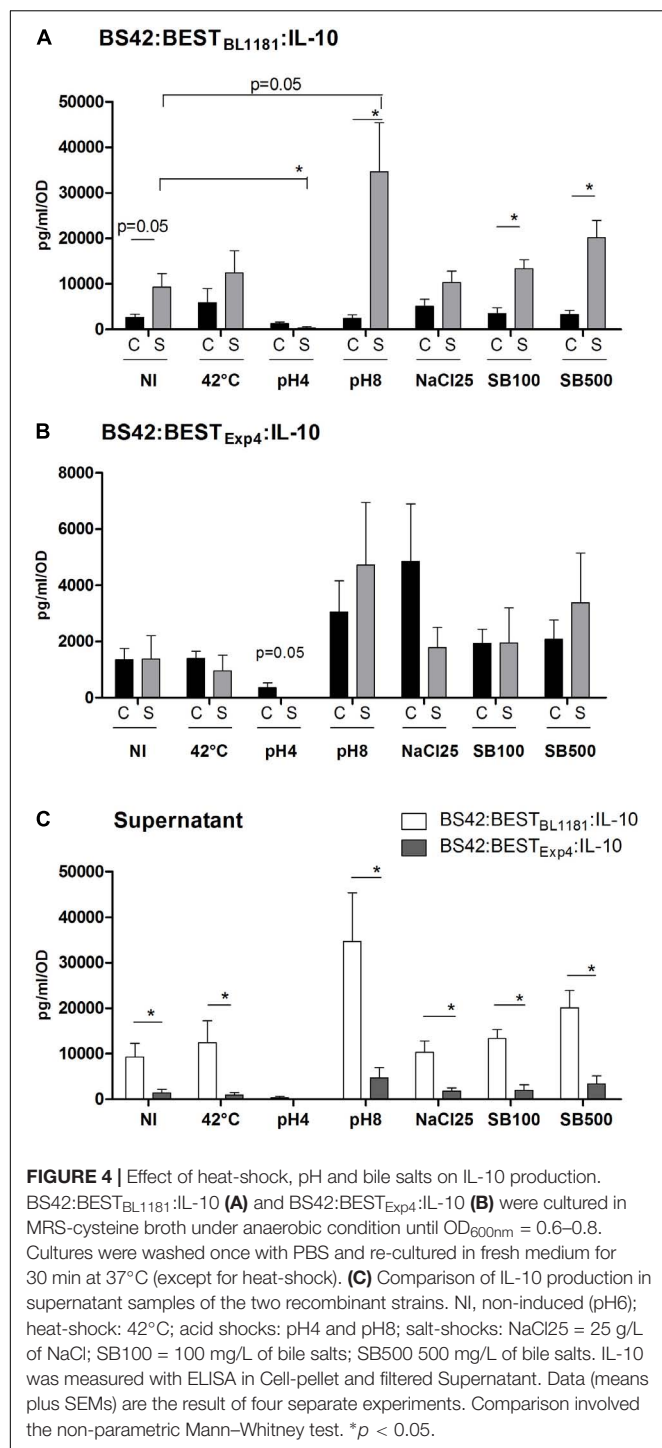 A BS42:BEST BL1181:IL-10
p=0.05
*
*
p=0.05
*
*
50000
40000
30000
20000
10000
0
pg/ml/OD
C S C S C S C S C S C S C S
NI 42°C pH4 pH8 NaCl25 SB100 SB500
B BS42:BEST Exp4:IL-10
8000
6000
4000
2000
0
pg/ml/OD
p=0.05
C S C S C S C S C S C S C S
NI 42°C pH4 pH8 NaCl25 SB100 SB500
C Supernatant
BS42:BEST BL1181:IL-10
BS42:BEST Exp4:IL-10
50000
40000
30000
20000
10000
0
pg/ml/OD
* * * * * *
NI 42°C pH4 pH8 NaCl25 SB100 SB500
FIGURE 4 | Effect of heat-shock, pH and bile salts on IL-10 production.
BS42:BEST BL1181:IL-10 (A) and BS42:BEST Exp4:IL-10 (B) were cultured in
MRS-cysteine broth under anaerobic condition until OD600nm = 0.6–0.8.
Cultures were washed once with PBS and re-cultured in fresh medium for
30 min at 37°C (except for heat-shock). (C) Comparison of IL-10 production in
supernatant samples of the two recombinant strains. NI, non-induced (pH6);
heat-shock: 42°C; acid shocks: pH4 and pH8; salt-shocks: NaCl25 = 25 g/L
of NaCl; SB100 = 100 mg/L of bile salts; SB500 500 mg/L of bile salts. IL-10
was measured with ELISA in Cell-pellet and filtered Supernatant. Data (means
plus SEMs) are the result of four separate experiments. Comparison involved
the non-parametric Mann–Whitney test. *p < 0.05.